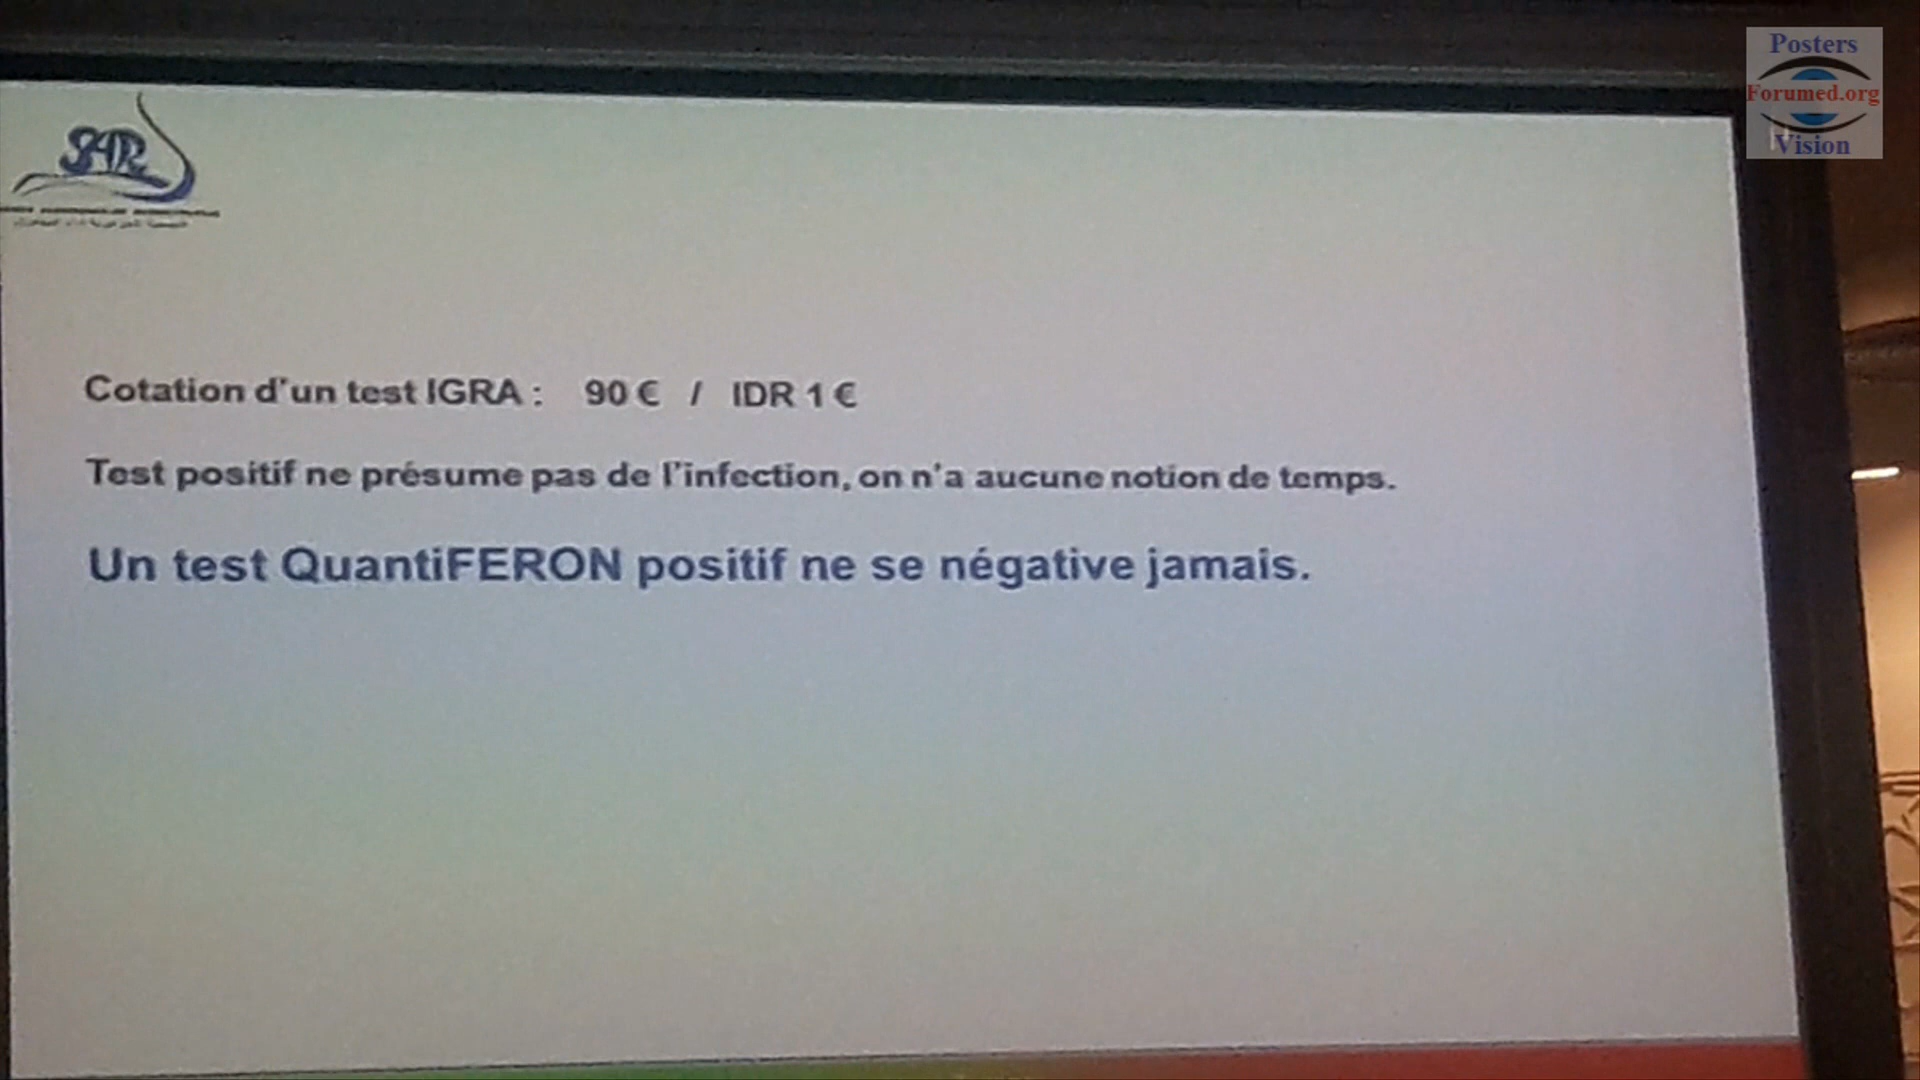 Posters
Forumed.org
Vision
SAR
Cotation d'un test IGRA : 90 € / IDR 1 €
Test positif ne présume pas de l'infection, on n'a aucune notion de temps.
Un test QuantiFERON positif ne se négative jamais.